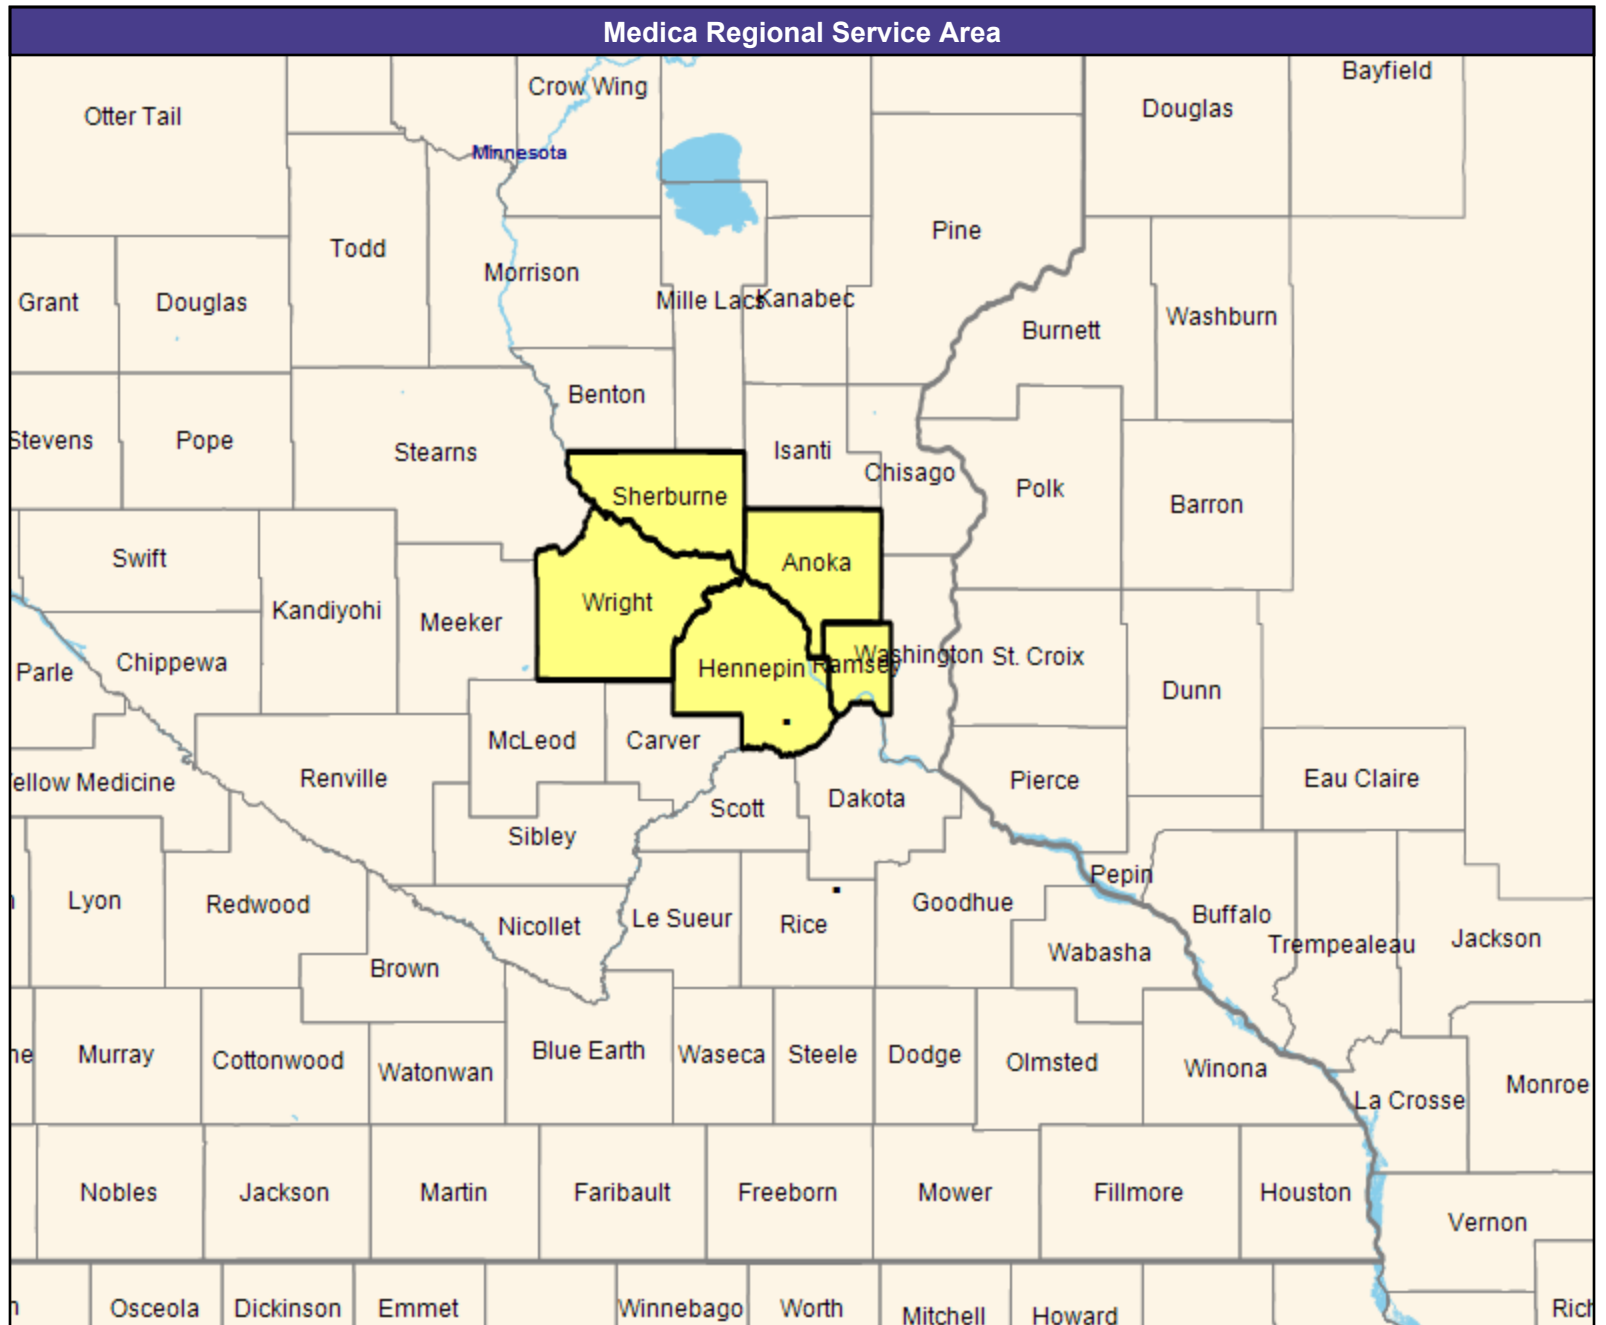 Medica Regional Service Area
Bayfield
Crow Wing
Douglas
Otter Tail
Minnesota
Pine
Todd
Morrison
Grant
Douglas
Mille Lacs
Kanabec
Washburn
Burnett
Benton
Stevens
Pope
Stearns
Isanti
Chisago
Polk
Sherburne
Barron
Swift
Anoka
Wright
Kandiyohi
Meeker
Washington
St. Croix
Parle
Chippewa
Hennepin
Ramsey
Dunn
McLeod
Carver
Renville
Pierce
Eau Claire
ellow Medicine
Dakota
Scott
Sibley
Pepin
Lyon
Redwood
Goodhue
Nicollet
Le Sueur
Rice
Buffalo
Jackson
Trempealeau
Wabasha
Brown
Blue Earth
ne
Murray
Cottonwood
Waseca
Steele
Dodge
Olmsted
Winona
Watonwan
Monroe
La Crosse
Nobles
Jackson
Martin
Faribault
Freeborn
Mower
Fillmore
Houston
Vernon
n
Osceola
Dickinson
Emmet
Winnebago
Worth
Mitchell
Howard
Rich